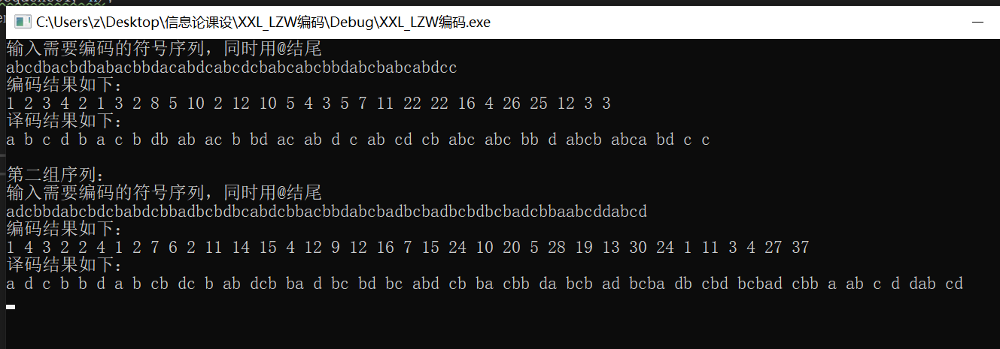 C:\Users\z\Desktop\信息论课设\XXL_LZW编码\Debug\XXL_LZW编码.exe
输入需要编码的符号序列，同时用@结尾
abcdbacbdbabacbbdacabdcabcdcbabcabcbbdabcbabcabdcc
编码结果如下：
1 2 3 4 2 1 3 2 8 5 10 2 12 10 5 4 3 5 7 11 22 22 16 4 26 25 12 3 3
译码结果如下：
a b c d b a c b db ab ac b bd ac ab d c ab cd cb abc abc bb d abcb abca bd c c
第二组序列：
输入需要编码的符号序列，同时用@结尾
adcbbdabcbdcbabdcbbadbcbdbcabdcbbacbbdabcbadbcbadbcbdbcbadcbbaabcddabcd
编码结果如下：
1 4 3 2 2 4 1 2 7 6 2 11 14 15 4 12 9 12 16 7 15 24 10 20 5 28 19 13 30 24 1 11 3 4 27 37
译码结果如下：
a d c b b d a b cb dc b ab dcb ba d bc bd bc abd cb ba cbb da bcb ad bcba db cbd bcbad cbb a ab c d dab cd